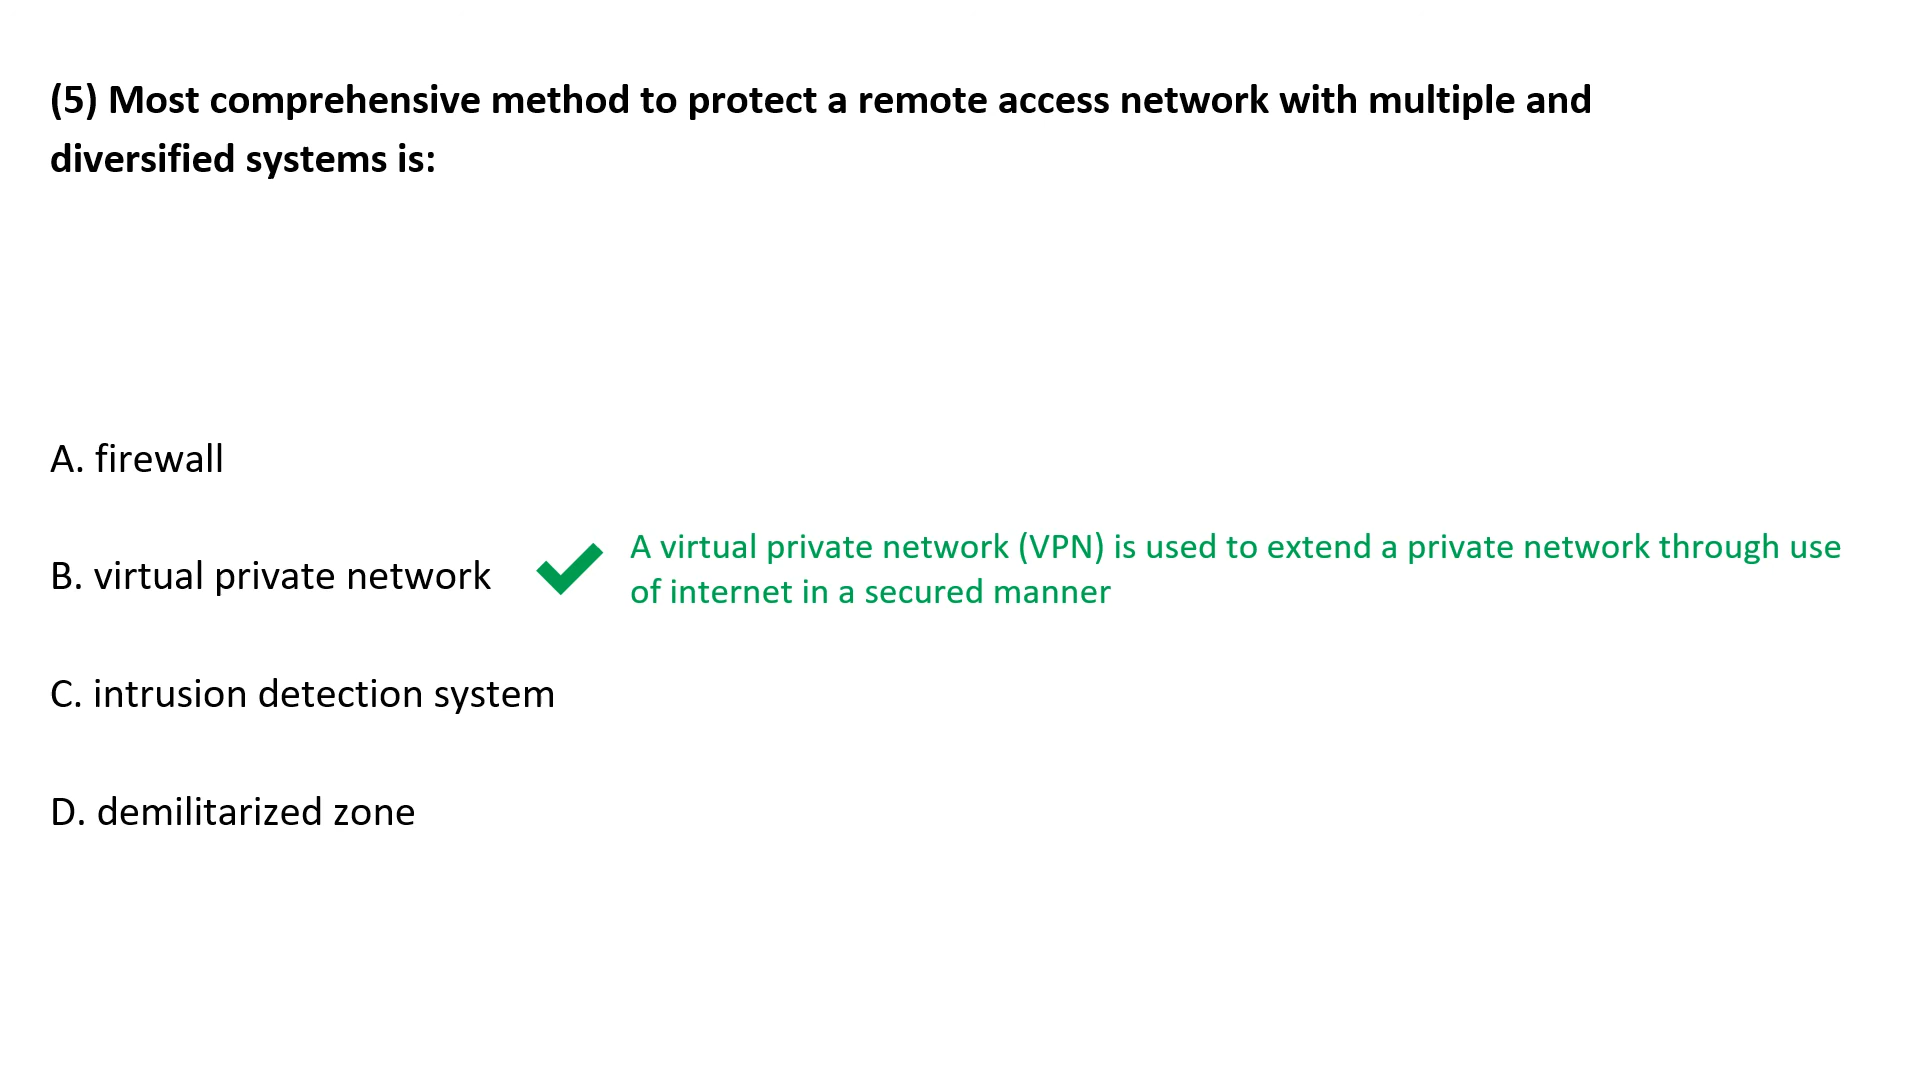 (5) Most comprehensive method to protect a remote access network with multiple and
diversified systems is:
A. firewall
B. virtual private network
A virtual private network (VPN) is used to extend a private network through use
of internet in a secured manner
C. intrusion detection system
D. demilitarized zone